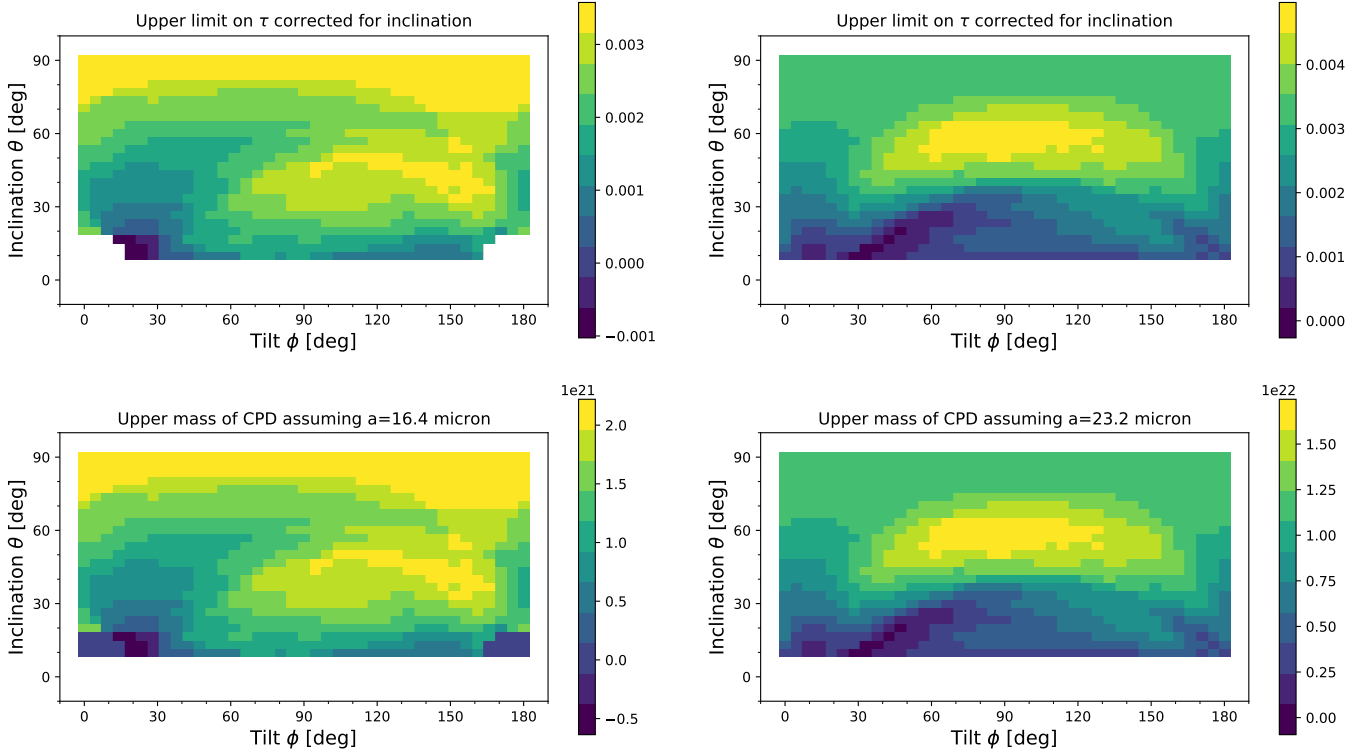 Upper limit on τ corrected for inclination
Inclination θ [deg]
90
60
30
0
0 30 60 90 120 150 180
Tilt ϕ [deg]
0.003
0.002
0.001
0.000
−0.001
Upper limit on τ corrected for inclination
Inclination θ [deg]
90
60
30
0
0 30 60 90 120 150 180
Tilt ϕ [deg]
0.004
0.003
0.002
0.001
0.000
Upper mass of CPD assuming a=16.4 micron
Inclination θ [deg]
90
60
30
0
0 30 60 90 120 150 180
Tilt ϕ [deg]
1e21
2.0
1.5
1.0
0.5
0.0
−0.5
Upper mass of CPD assuming a=23.2 micron
Inclination θ [deg]
90
60
30
0
0 30 60 90 120 150 180
Tilt ϕ [deg]
1e22
1.50
1.25
1.00
0.75
0.50
0.25
0.00